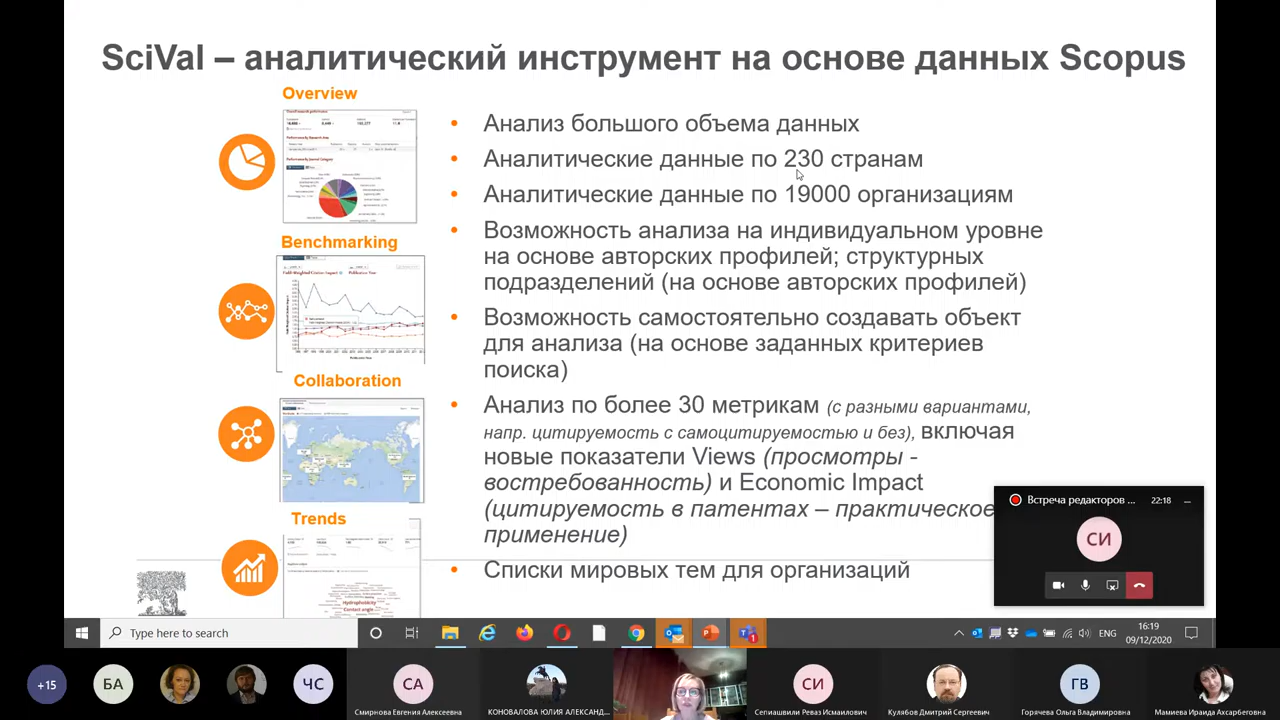 SciVal – аналитический инструмент на основе данных Scopus
Overview
Анализ большого объема данных
Аналитические данные по 230 странам
Аналитические данные по 13000 организациям
Benchmarking
Возможность анализа на индивидуальном уровне
на основе авторских профилей; структурных
подразделений (на основе авторских профилей)
Возможность самостоятельно создавать объект
для анализа (на основе заданных критериев
поиска)
Collaboration
Анализ по более 30 метрикам (с разными вариантами,
напр. цитируемость с самоцитируемостью и без), включая
новые показатели Views (просмотры -
востребованность) и Economic Impact
(цитируемость в патентах – практическое
применение)
Trends
Hydrophobicity
Contact angle
Списки мировых тем для организаций
Встреча редакторов ... 22:18
СИ
Type here to search
ENG
16:19
09/12/2020
+15
БА
ЧС
СА
СИ
ГВ
Смирнова Евгения Алексеевна
КОНОВАЛОВА ЮЛИЯ АЛЕКСАНД...
Сепиашвили Реваз Исмаилович
Кулябов Дмитрий Сергеевич
Горячева Ольга Владимировна
Мамиева Ираида Ахсарбеговна